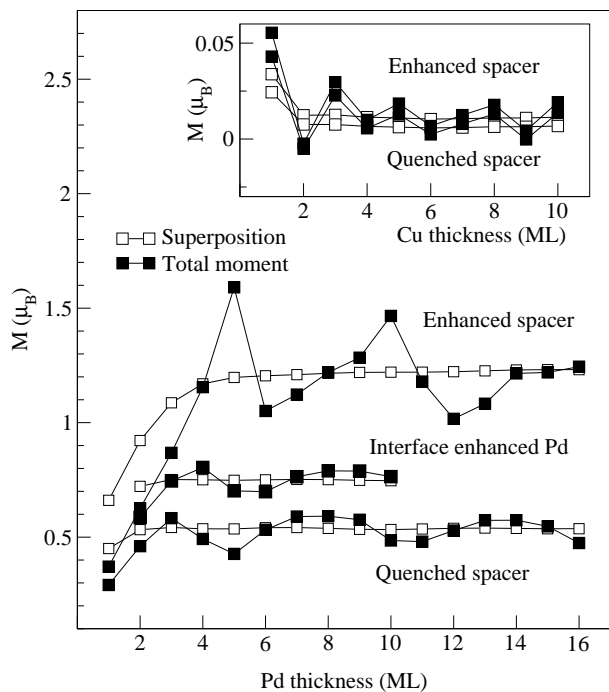 0.05
M (μB)
0
Enhanced spacer
Quenched spacer
2 4 6 8 10
Cu thickness (ML)
2.5
2
1.5
1
0.5
M (μB)
Superposition
Total moment
Enhanced spacer
Interface enhanced Pd
Quenched spacer
2 4 6 8 10 12 14 16
Pd thickness (ML)